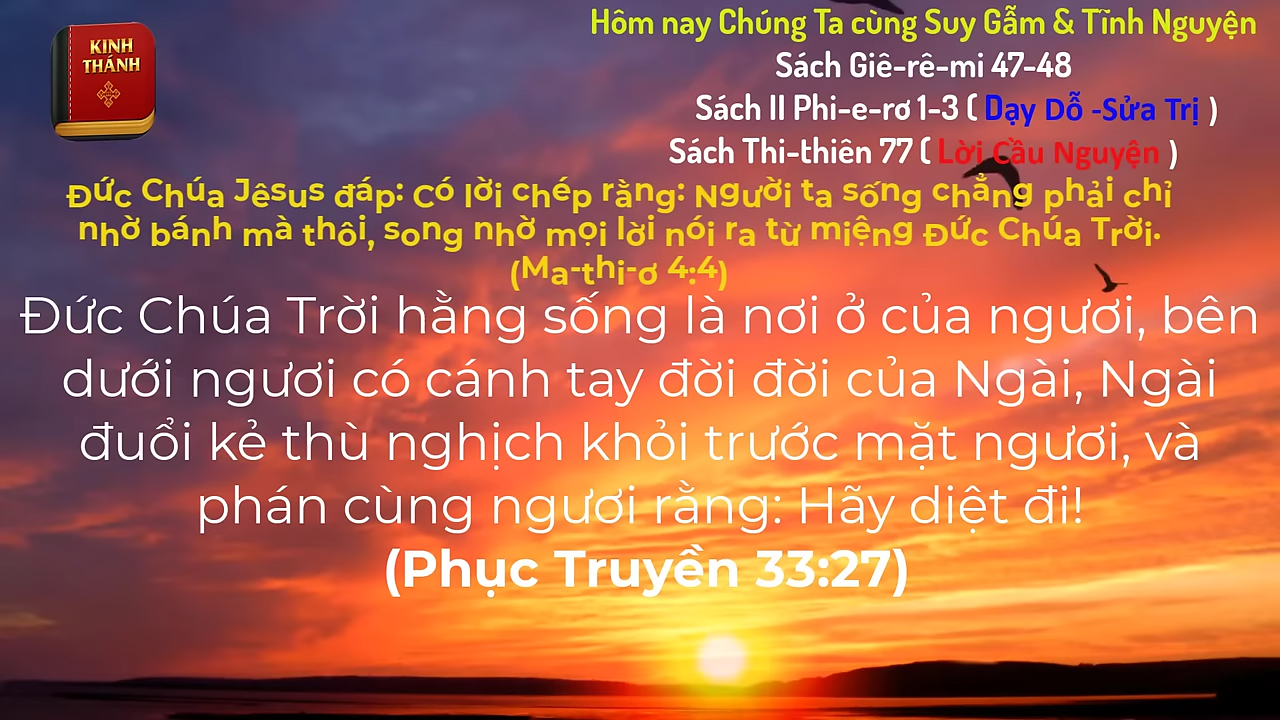 KINH
THÁNH
Hôm nay Chúng Ta cùng Suy Gẫm & Tĩnh Nguyện
Sách Giê-rê-mi 47-48
Sách II Phi-e-rơ 1-3 ( Dạy Dỗ -Sửa Trị )
Sách Thi-thiên 77 ( Lời Cầu Nguyện )
Đức Chúa Jêsus đáp: Có lời chép rằng: Người ta sống chẳng phải chỉ
nhờ bánh mà thôi, song nhờ mọi lời nói ra từ miệng Đức Chúa Trời.
(Ma-thi-ơ 4:4)
Đức Chúa Trời hằng sống là nơi ở của ngươi, bên
dưới ngươi có cánh tay đời đời của Ngài, Ngài
đuổi kẻ thù nghịch khỏi trước mặt ngươi, và
phán cùng ngươi rằng: Hãy diệt đi!
(Phục Truyền 33:27)